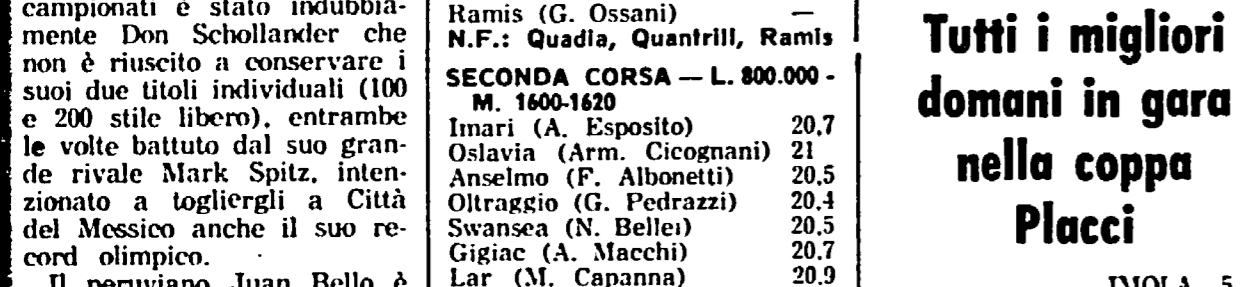 campionati è stato indubbia-
mente Don Schollander che
non è riuscito a conservare i
suoi due titoli individuali (100
e 200 stile libero), entrambe
le volte battuto dal suo gran-
de rivale Mark Spitz, inten-
zionato a togliergli a Città
del Messico anche il suo re-
cord olimpico.
Il peruviano Juan Bello è
Ramis (G. Ossani) —
N.F.: Quadia, Quantrill, Ramis
SECONDA CORSA — L. 800.000 -
M. 1600-1620
Imari (A. Esposito) 20,7
Oslavia (Arm. Cicognani) 21
Anselmo (F. Albonetti) 20,5
Oltraggio (G. Pedrazzi) 20,4
Swansea (N. Bellei) 20,5
Gigiac (A. Macchi) 20,7
Lar (M. Capanna) 20,9
Tutti i migliori
domani in gara
nella coppa
Placci
IMOLA, 5